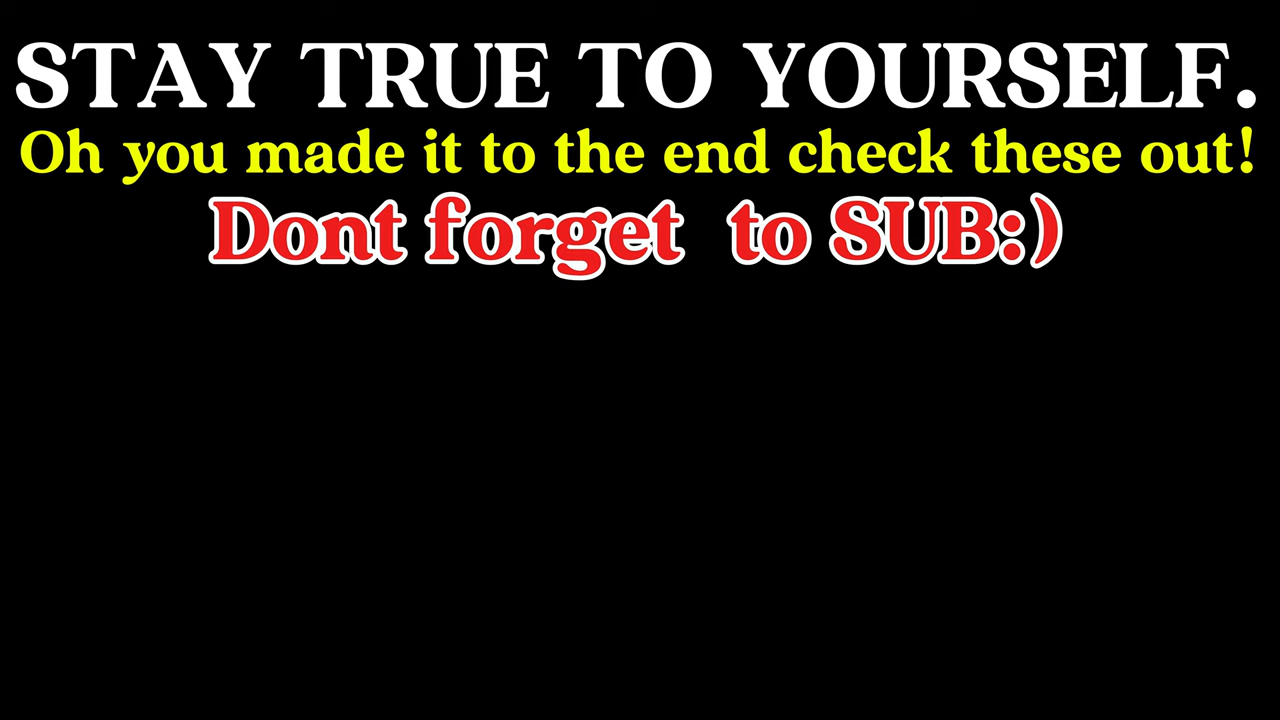 STAY TRUE TO YOURSELF.
Oh you made it to the end check these out!
Dont forget to SUB:)